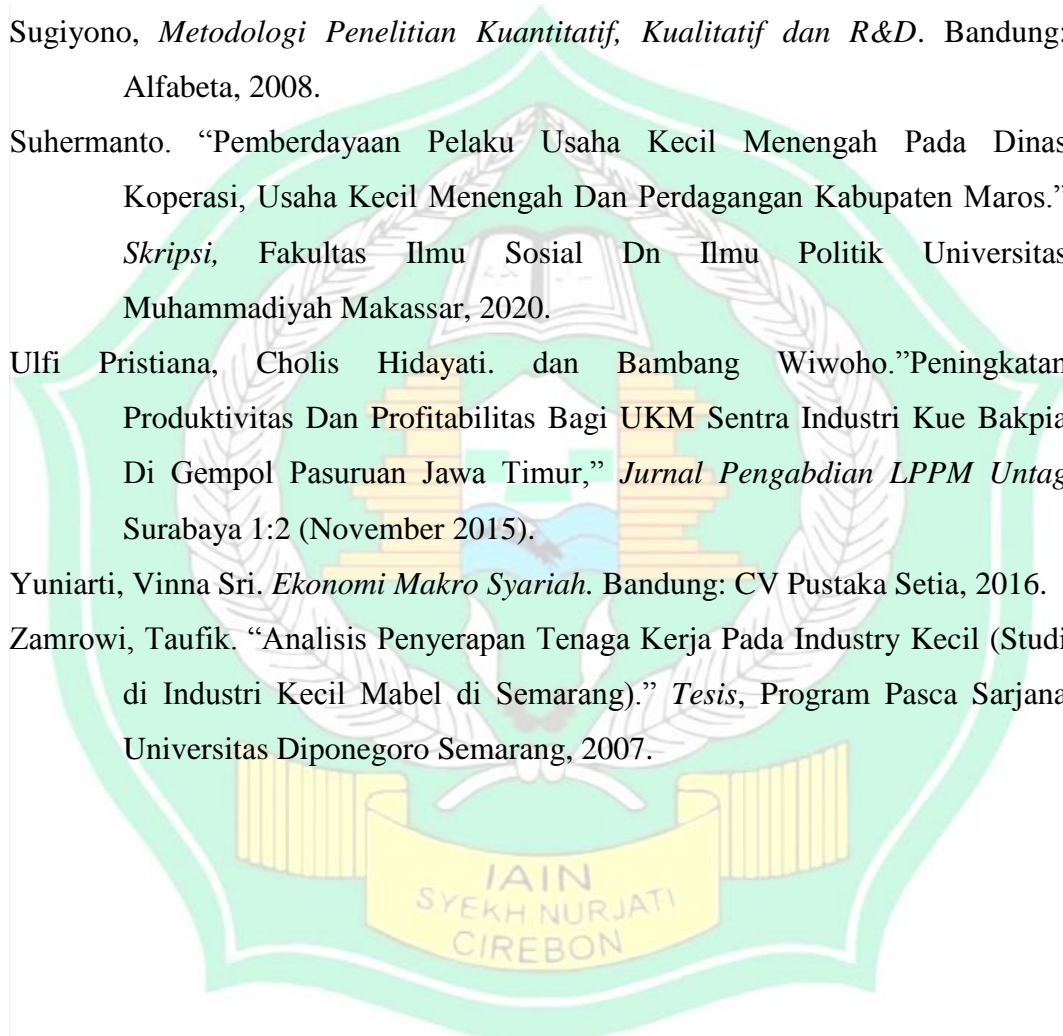 Sugiyono, Metodologi Penelitian Kuantitatif, Kualitatif dan R&D. Bandung:
Alfabeta, 2008.
Suhermanto. “Pemberdayaan Pelaku Usaha Kecil Menengah Pada Dinas
Koperasi, Usaha Kecil Menengah Dan Perdagangan Kabupaten Maros.”
Skripsi, Fakultas Ilmu Sosial Dn Ilmu Politik Universitas
Muhammadiyah Makassar, 2020.
Ulfi Pristiana, Cholis Hidayati. dan Bambang Wiwoho.”Peningkatan
Produktivitas Dan Profitabilitas Bagi UKM Sentra Industri Kue Bakpia
Di Gempol Pasuruan Jawa Timur,” Jurnal Pengabdian LPPM Untag
Surabaya 1:2 (November 2015).
Yuniarti, Vinna Sri. Ekonomi Makro Syariah. Bandung: CV Pustaka Setia, 2016.
Zamrowi, Taufik. “Analisis Penyerapan Tenaga Kerja Pada Industry Kecil (Studi
di Industri Kecil Mabel di Semarang).” Tesis, Program Pasca Sarjana
Universitas Diponegoro Semarang, 2007.
IAIN
SYEKH NURJATI
CIREBON